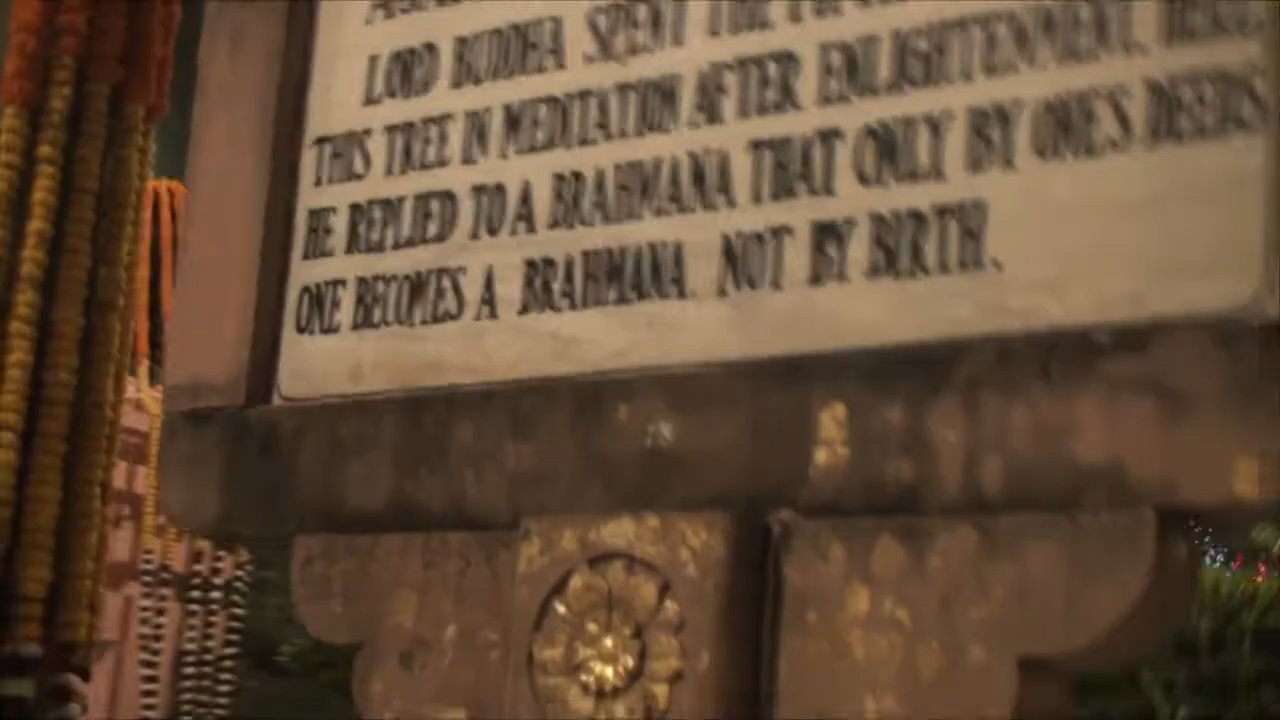 LORD BUDDHA SPENT THE
THIS TREE IN MEDITATION AFTER ENLIGHTENMENT. HERE,
HE REPLIED TO A BRAHMANA THAT ONLY BY ONE'S DEEDS
ONE BECOMES A BRAHMANA NOT BY BIRTH.